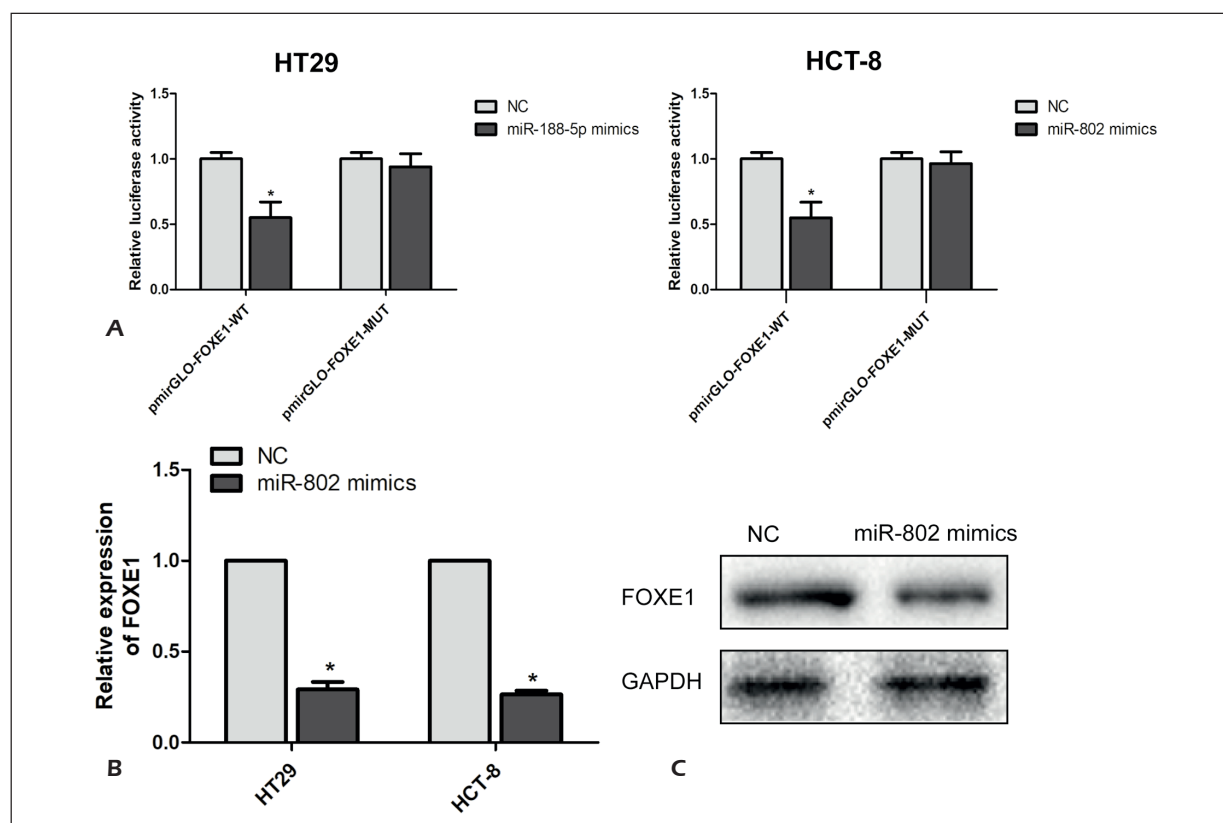 HT29
Relative luciferase activity
1.5
1.0
0.5
0.0
*
NC
miR-188-5p mimics
pmirGLO-FOXE1-WT
pmirGLO-FOXE1-MUT
HCT-8
Relative luciferase activity
1.5
1.0
0.5
0.0
*
NC
miR-802 mimics
pmirGLO-FOXE1-WT
pmirGLO-FOXE1-MUT
A
NC
miR-802 mimics
Relative expression
of FOXE1
1.5
1.0
0.5
0.0
*
*
HT29
HCT-8
B
NC
miR-802 mimics
FOXE1
GAPDH
C